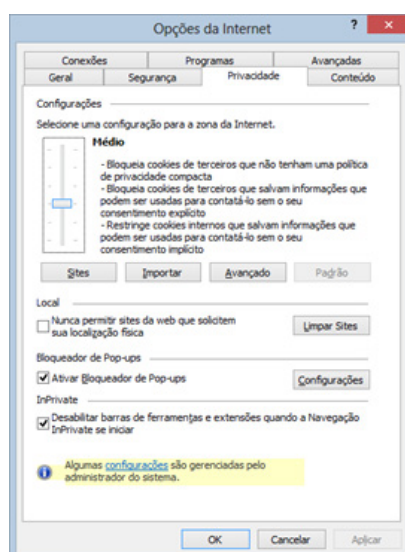 Opções da Internet
?
×
Conexões Programas Avançadas
Geral Segurança Privacidade Conteúdo
Configurações
Selecione uma configuração para a zona da Internet.
Médio
- Bloqueia cookies de terceiros que não tenham uma política
de privacidade compacta
- Bloqueia cookies de terceiros que salvam informações que
podem ser usadas para contatá-lo sem o seu
consentimento explícito
- Restringe cookies internos que salvam informações que
podem ser usadas para contatá-lo sem o seu
consentimento implícito
Sites Importar Avançado Padrão
Local
Nunca permitir sites da web que solicitem
sua localização física
Limpar Sites
Bloqueador de Pop-ups
Ativar Bloqueador de Pop-ups
Configurações
InPrivate
Desabilitar barras de ferramentas e extensões quando a Navegação
InPrivate se iniciar
Algumas configurações são gerenciadas pelo
administrador do sistema.
OK Cancelar Aplicar